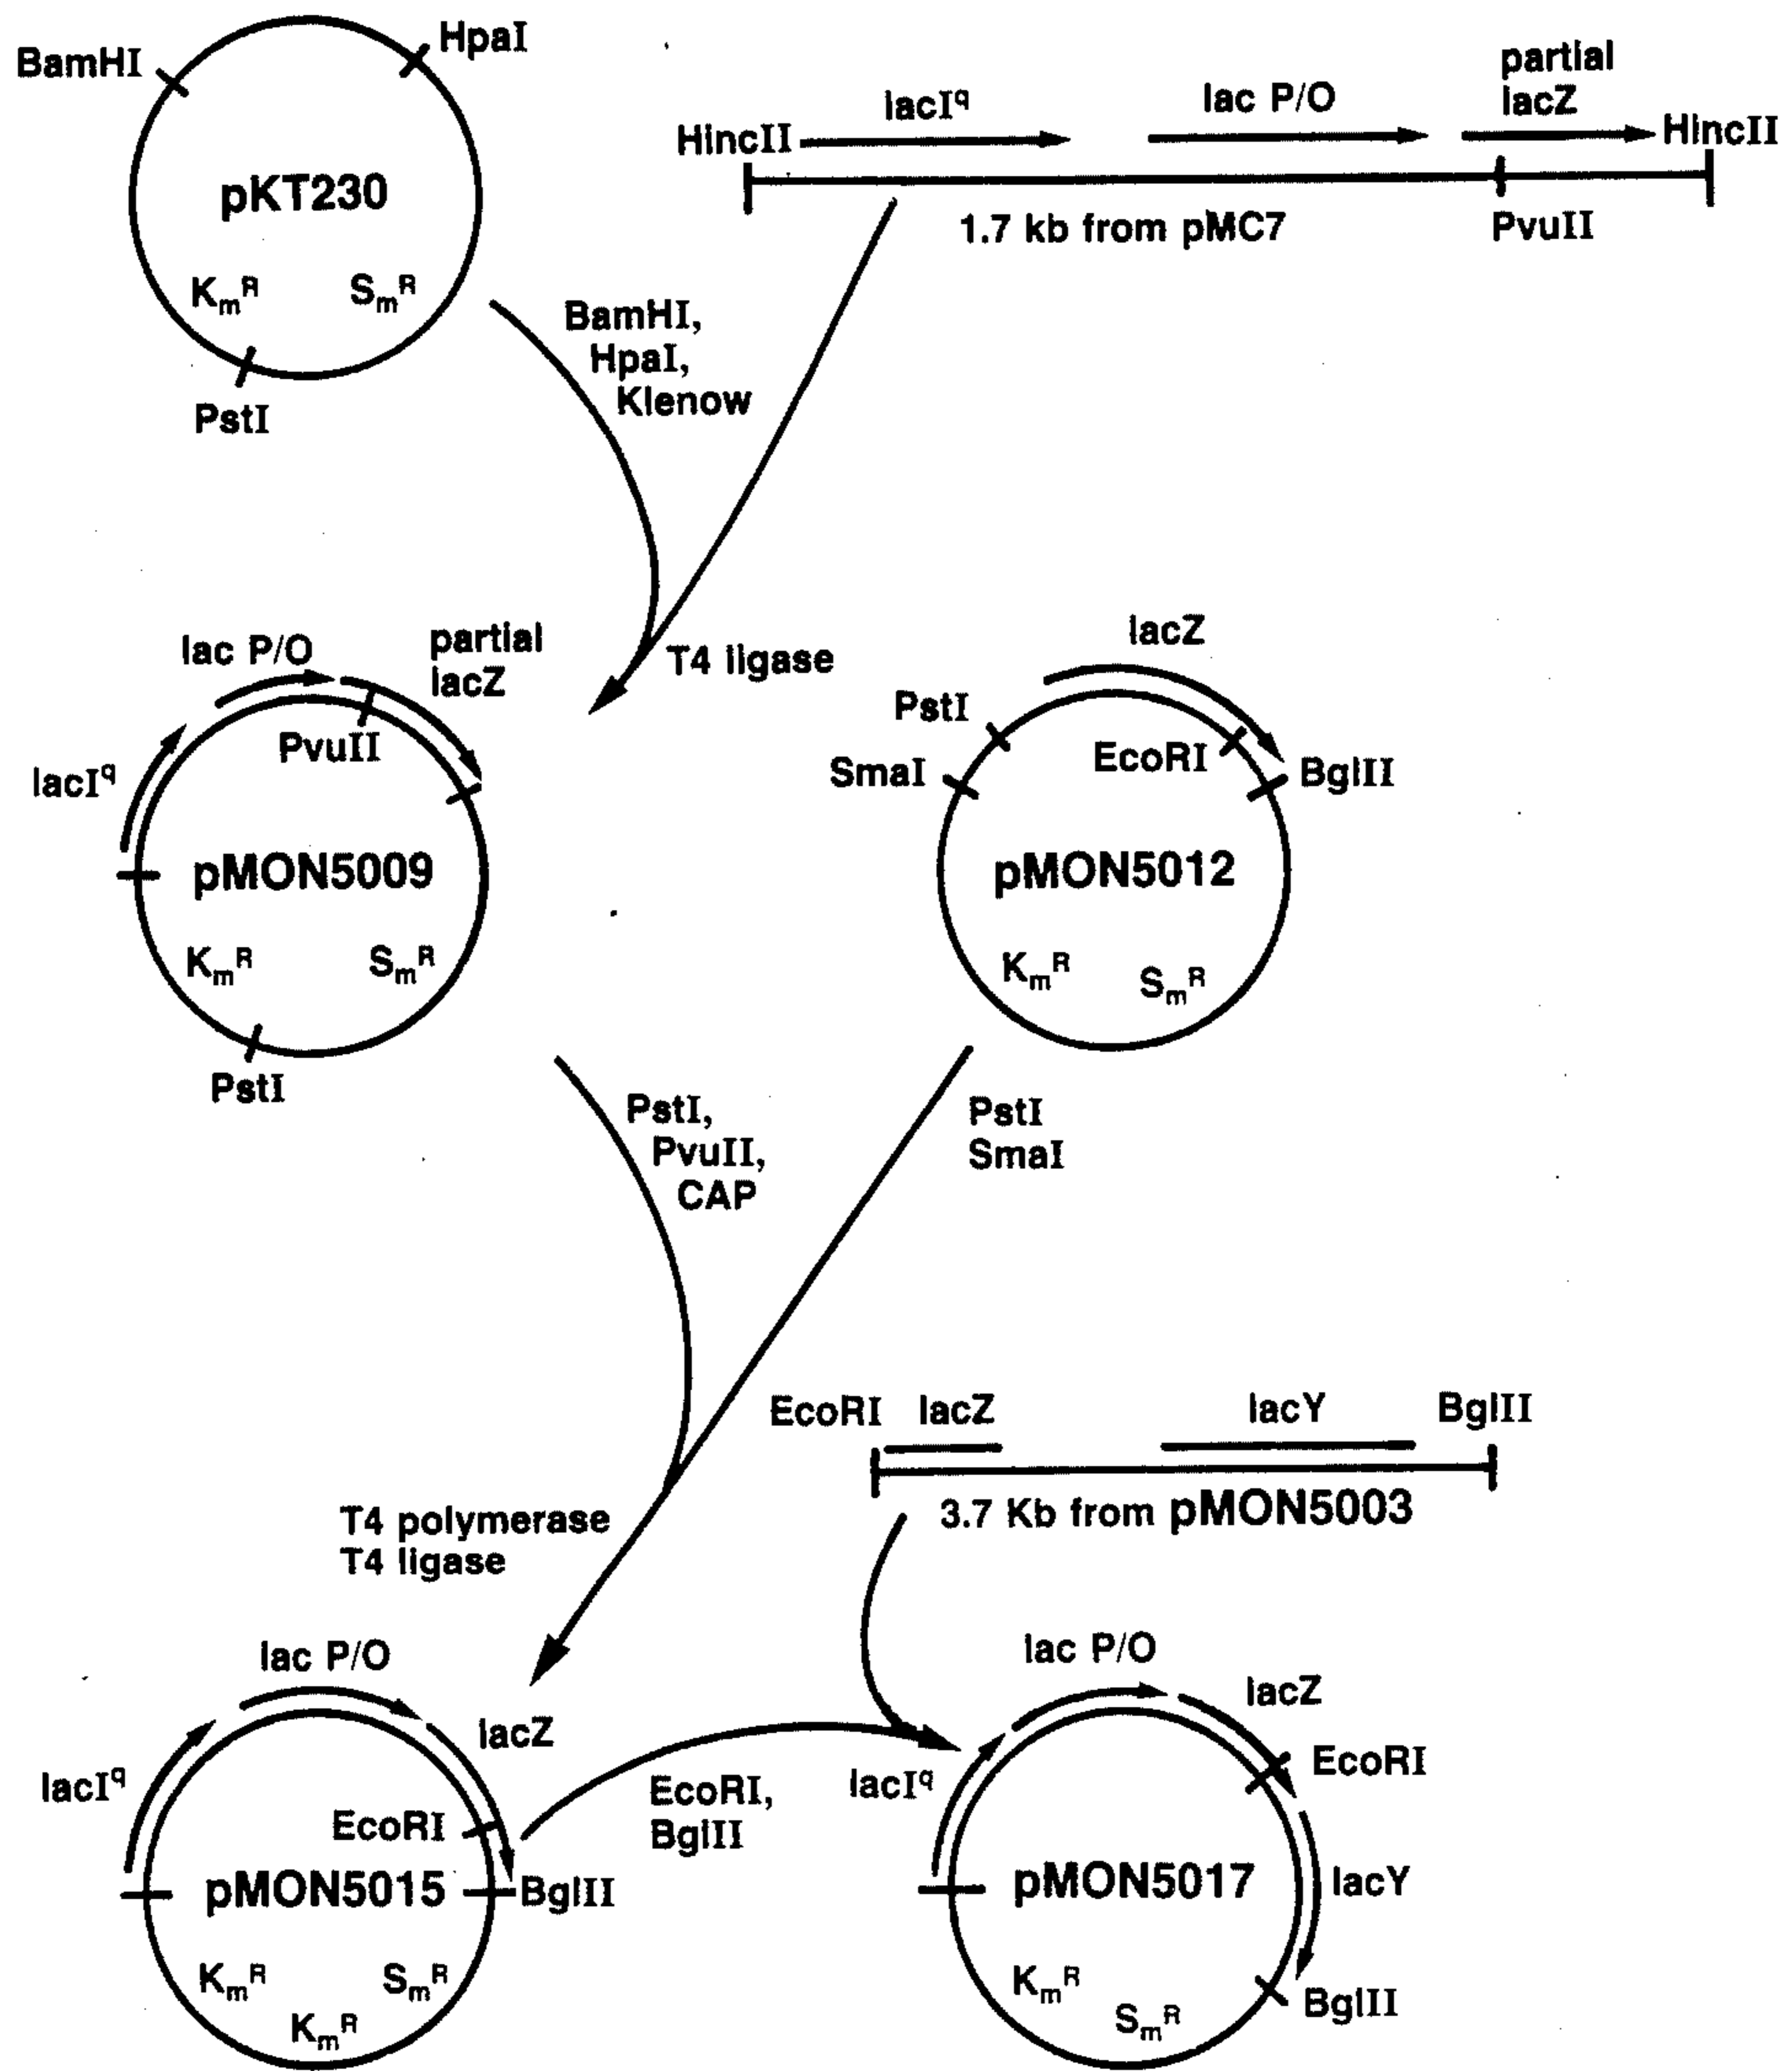 BamHI
HpaI
pKT230
KmR
SmR
PstI
lacIq
lac P/O
partial
lacZ
HincII
HincII
1.7 kb from pMC7
PvuII
BamHI,
HpaI,
Klenow
T4 ligase
lac P/O
partial
lacZ
PvuII
lacIq
pMON5009
KmR
SmR
PstI
lacZ
PstI
SmaI
EcoRI
BglII
pMON5012
KmR
SmR
PstI,
PvuII,
CAP
PstI
SmaI
T4 polymerase
T4 ligase
EcoRI
lacZ
lacY
BglII
3.7 Kb from pMON5003
lac P/O
lacZ
lacIq
EcoRI
pMON5015
BglII
KmR
SmR
KmR
EcoRI,
BglII
lac P/O
lacZ
lacIq
EcoRI
pMON5017
lacY
KmR
SmR
BglII